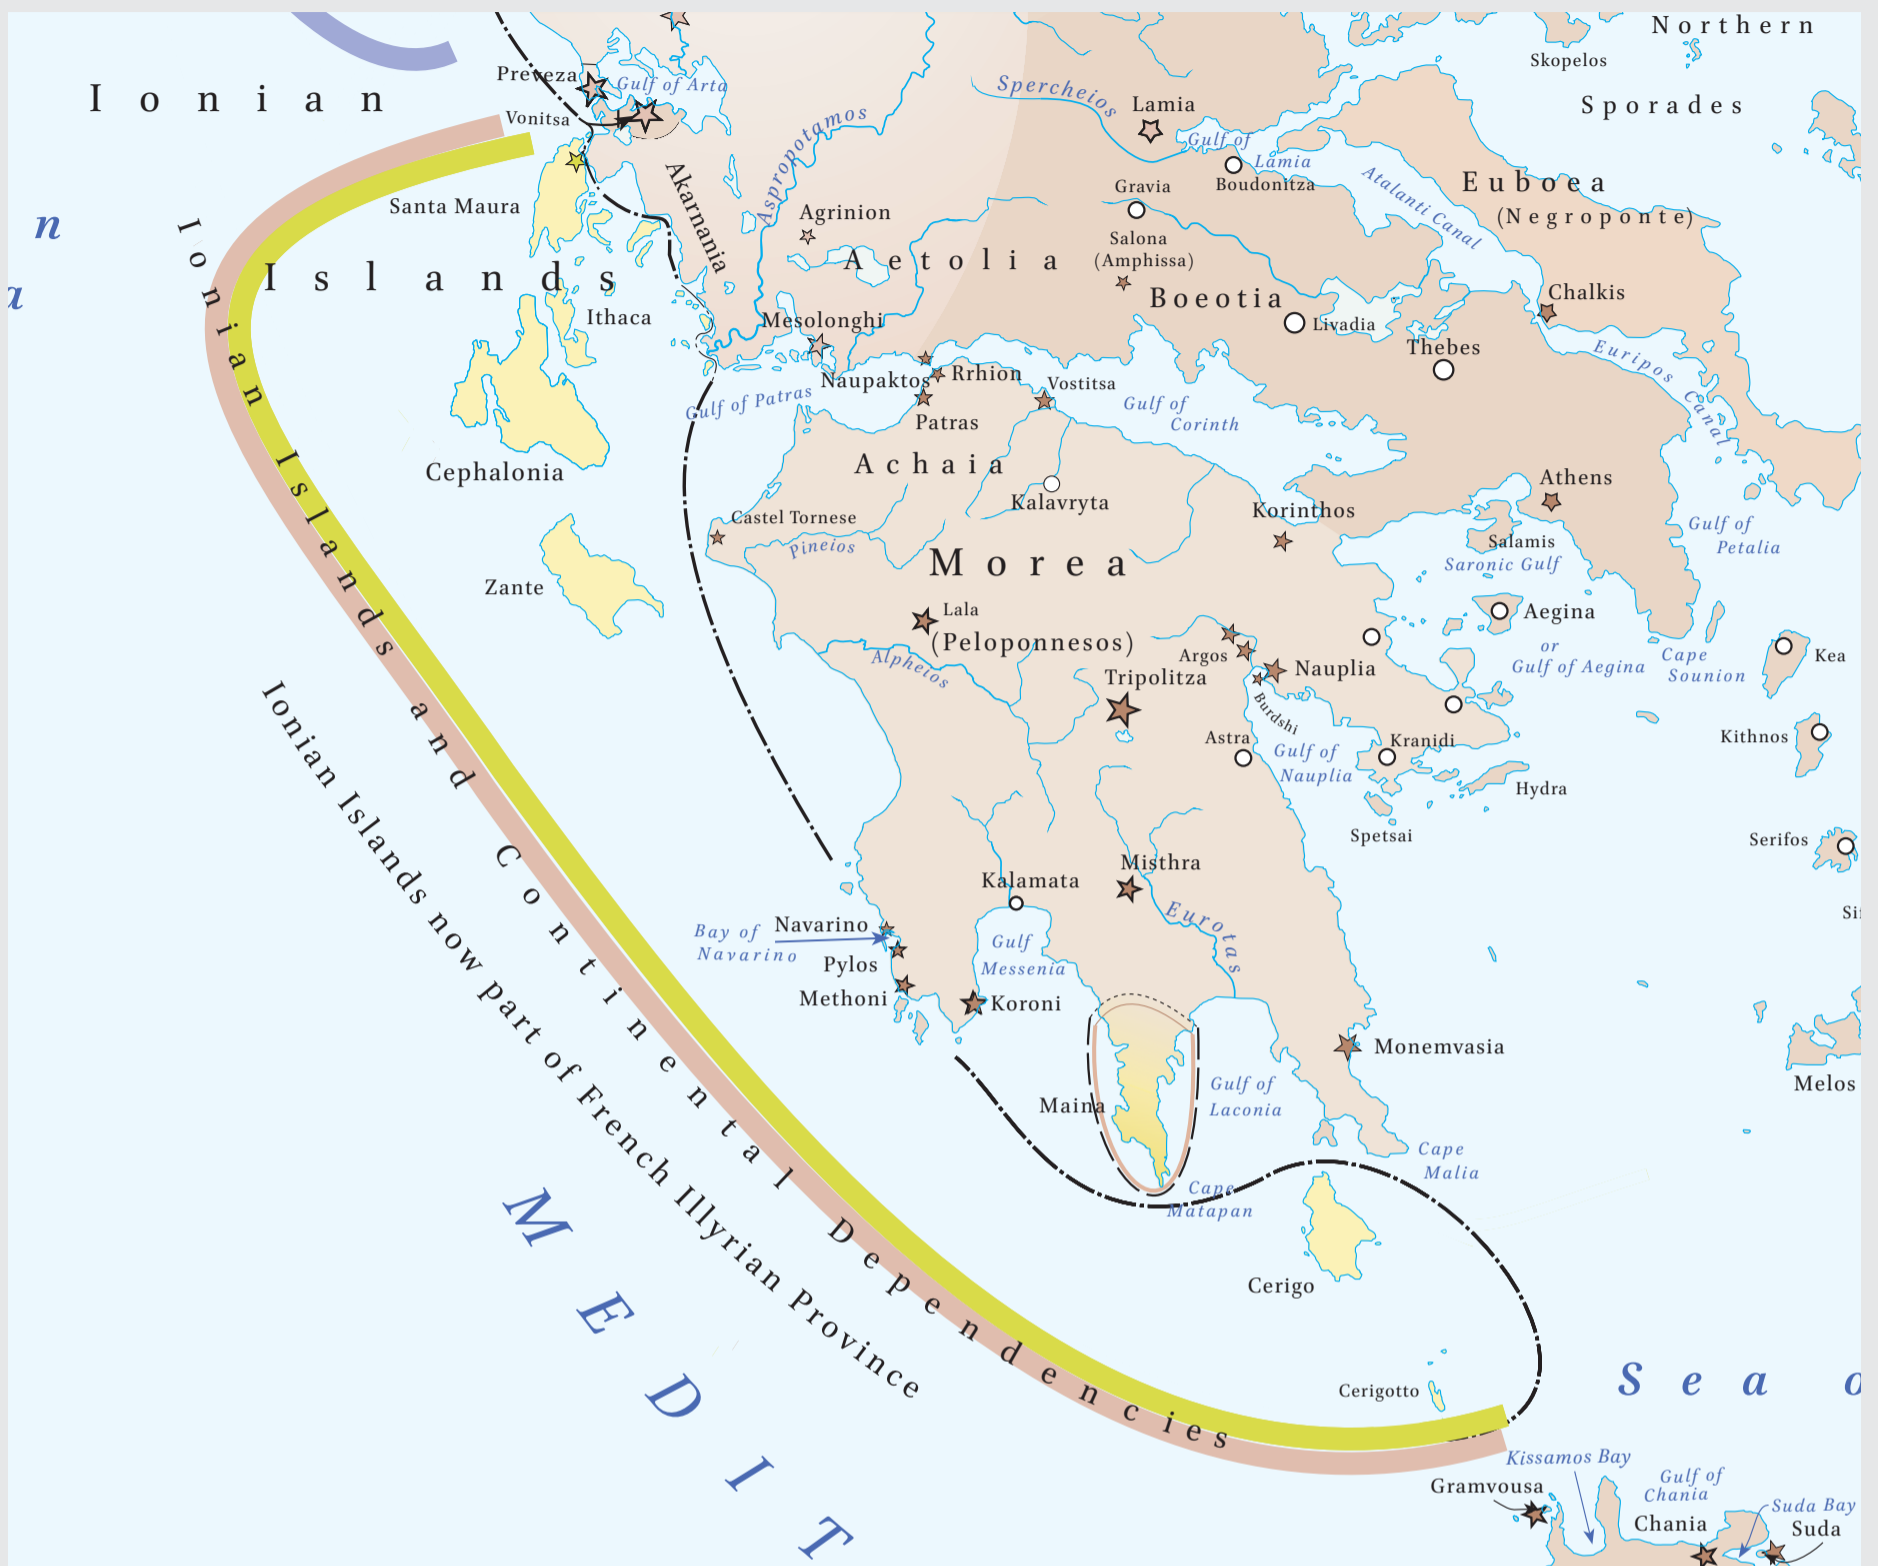 Northern
Skopelos
Sporades
Preveza
Gulf of Arta
Vonitsa
Ionian
Islands
n
a
Santa Maura
Ithaca
Cephalonia
Zante
Akarnania
Aspropotamos
Agrinion
Aetolia
Mesolonghi
Naupaktos
Rrhion
Gulf of Patras
Patras
Vostitsa
Gulf of
Corinth
Spercheios
Lamia
Gulf of
Lamia
Boudonitza
Gravia
Salona
(Amphissa)
Boeotia
Livadia
Thebes
Atalanti Canal
Euboea
(Negroponte)
Chalkis
Euripos Canal
Achaia
Kalavryta
Castel Tornese
Pineios
Morea
(Peloponnesos)
Lala
Alpheios
Tripolitza
Korinthos
Athens
Salamis
Saronic Gulf
or
Gulf of Aegina
Aegina
Gulf of
Petalia
Cape
Sounion
Kea
Kithnos
Serifos
Sif
Melos
Argos
Nauplia
Burdshi
Astra
Gulf of
Nauplia
Kranidi
Hydra
Spetsai
Misthra
Kalamata
Eurotas
Navarino
Bay of
Navarino
Pylos
Methoni
Koroni
Gulf
Messenia
Maina
Gulf of
Laconia
Monemvasia
Cape
Malia
Cape
Matapan
Cerigo
Cerigotto
Ionian Islands and Continental Dependencies
Ionian Islands now part of French Illyrian Province
MEDIT
Sea o
Kissamos Bay
Gramvousa
Gulf of
Chania
Chania
Suda Bay
Suda